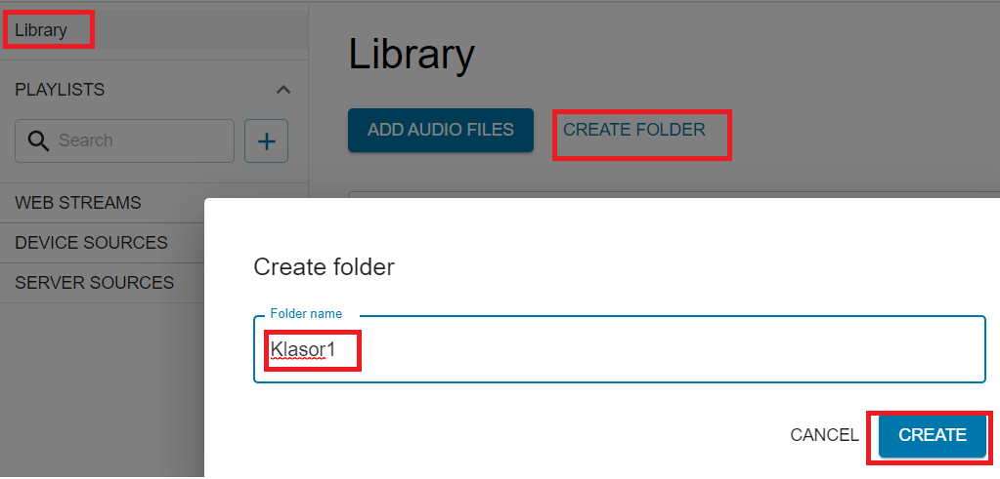 Library
PLAYLISTS
Search
WEB STREAMS
DEVICE SOURCES
SERVER SOURCES
Library
ADD AUDIO FILES CREATE FOLDER
Create folder
Folder name
Klasor1
CANCEL CREATE